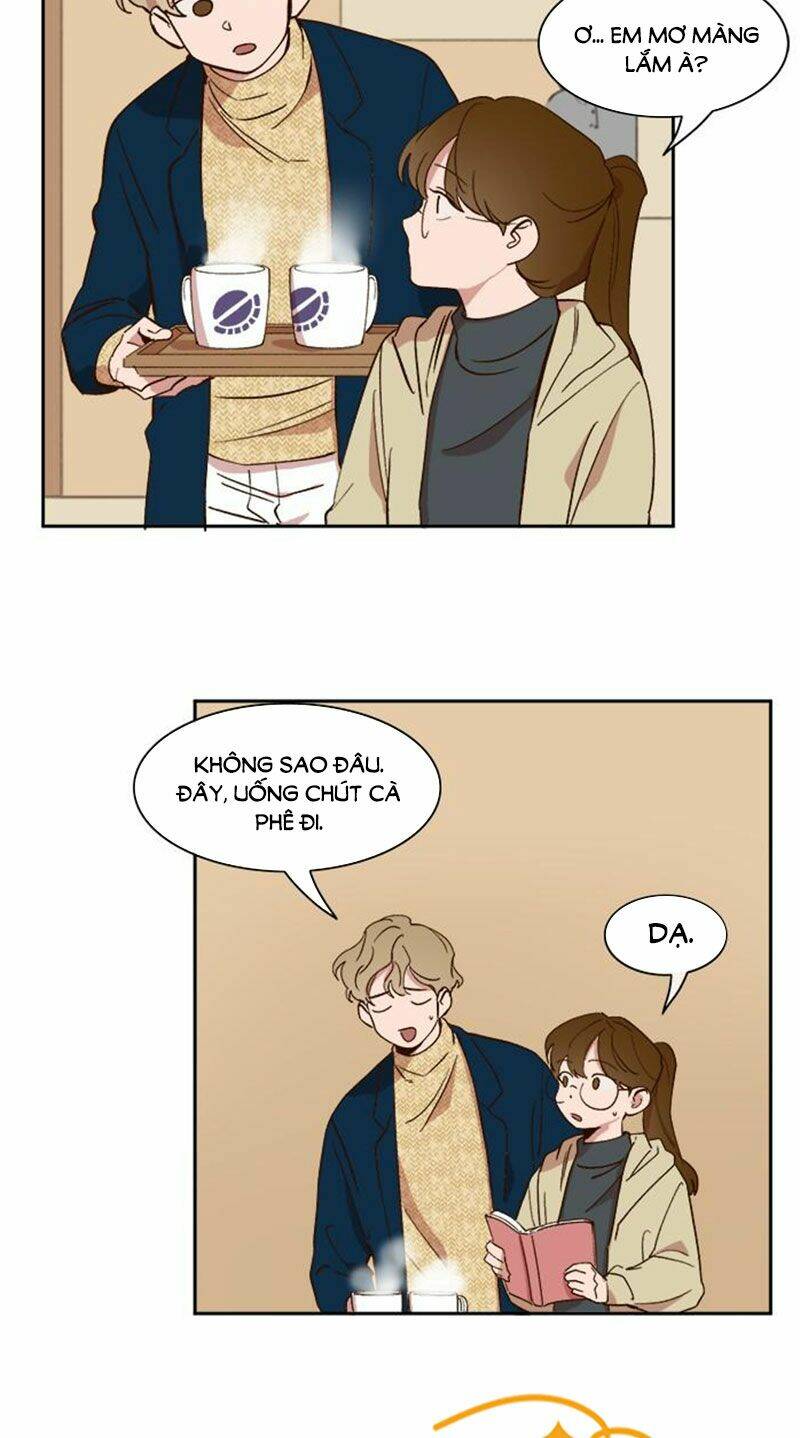 Ơ... EM MƠ MÀNG
LẮM À?
KHÔNG SAO ĐÂU.
ĐÂY, UỐNG CHÚT CÀ
PHÊ ĐI.
DẠ.